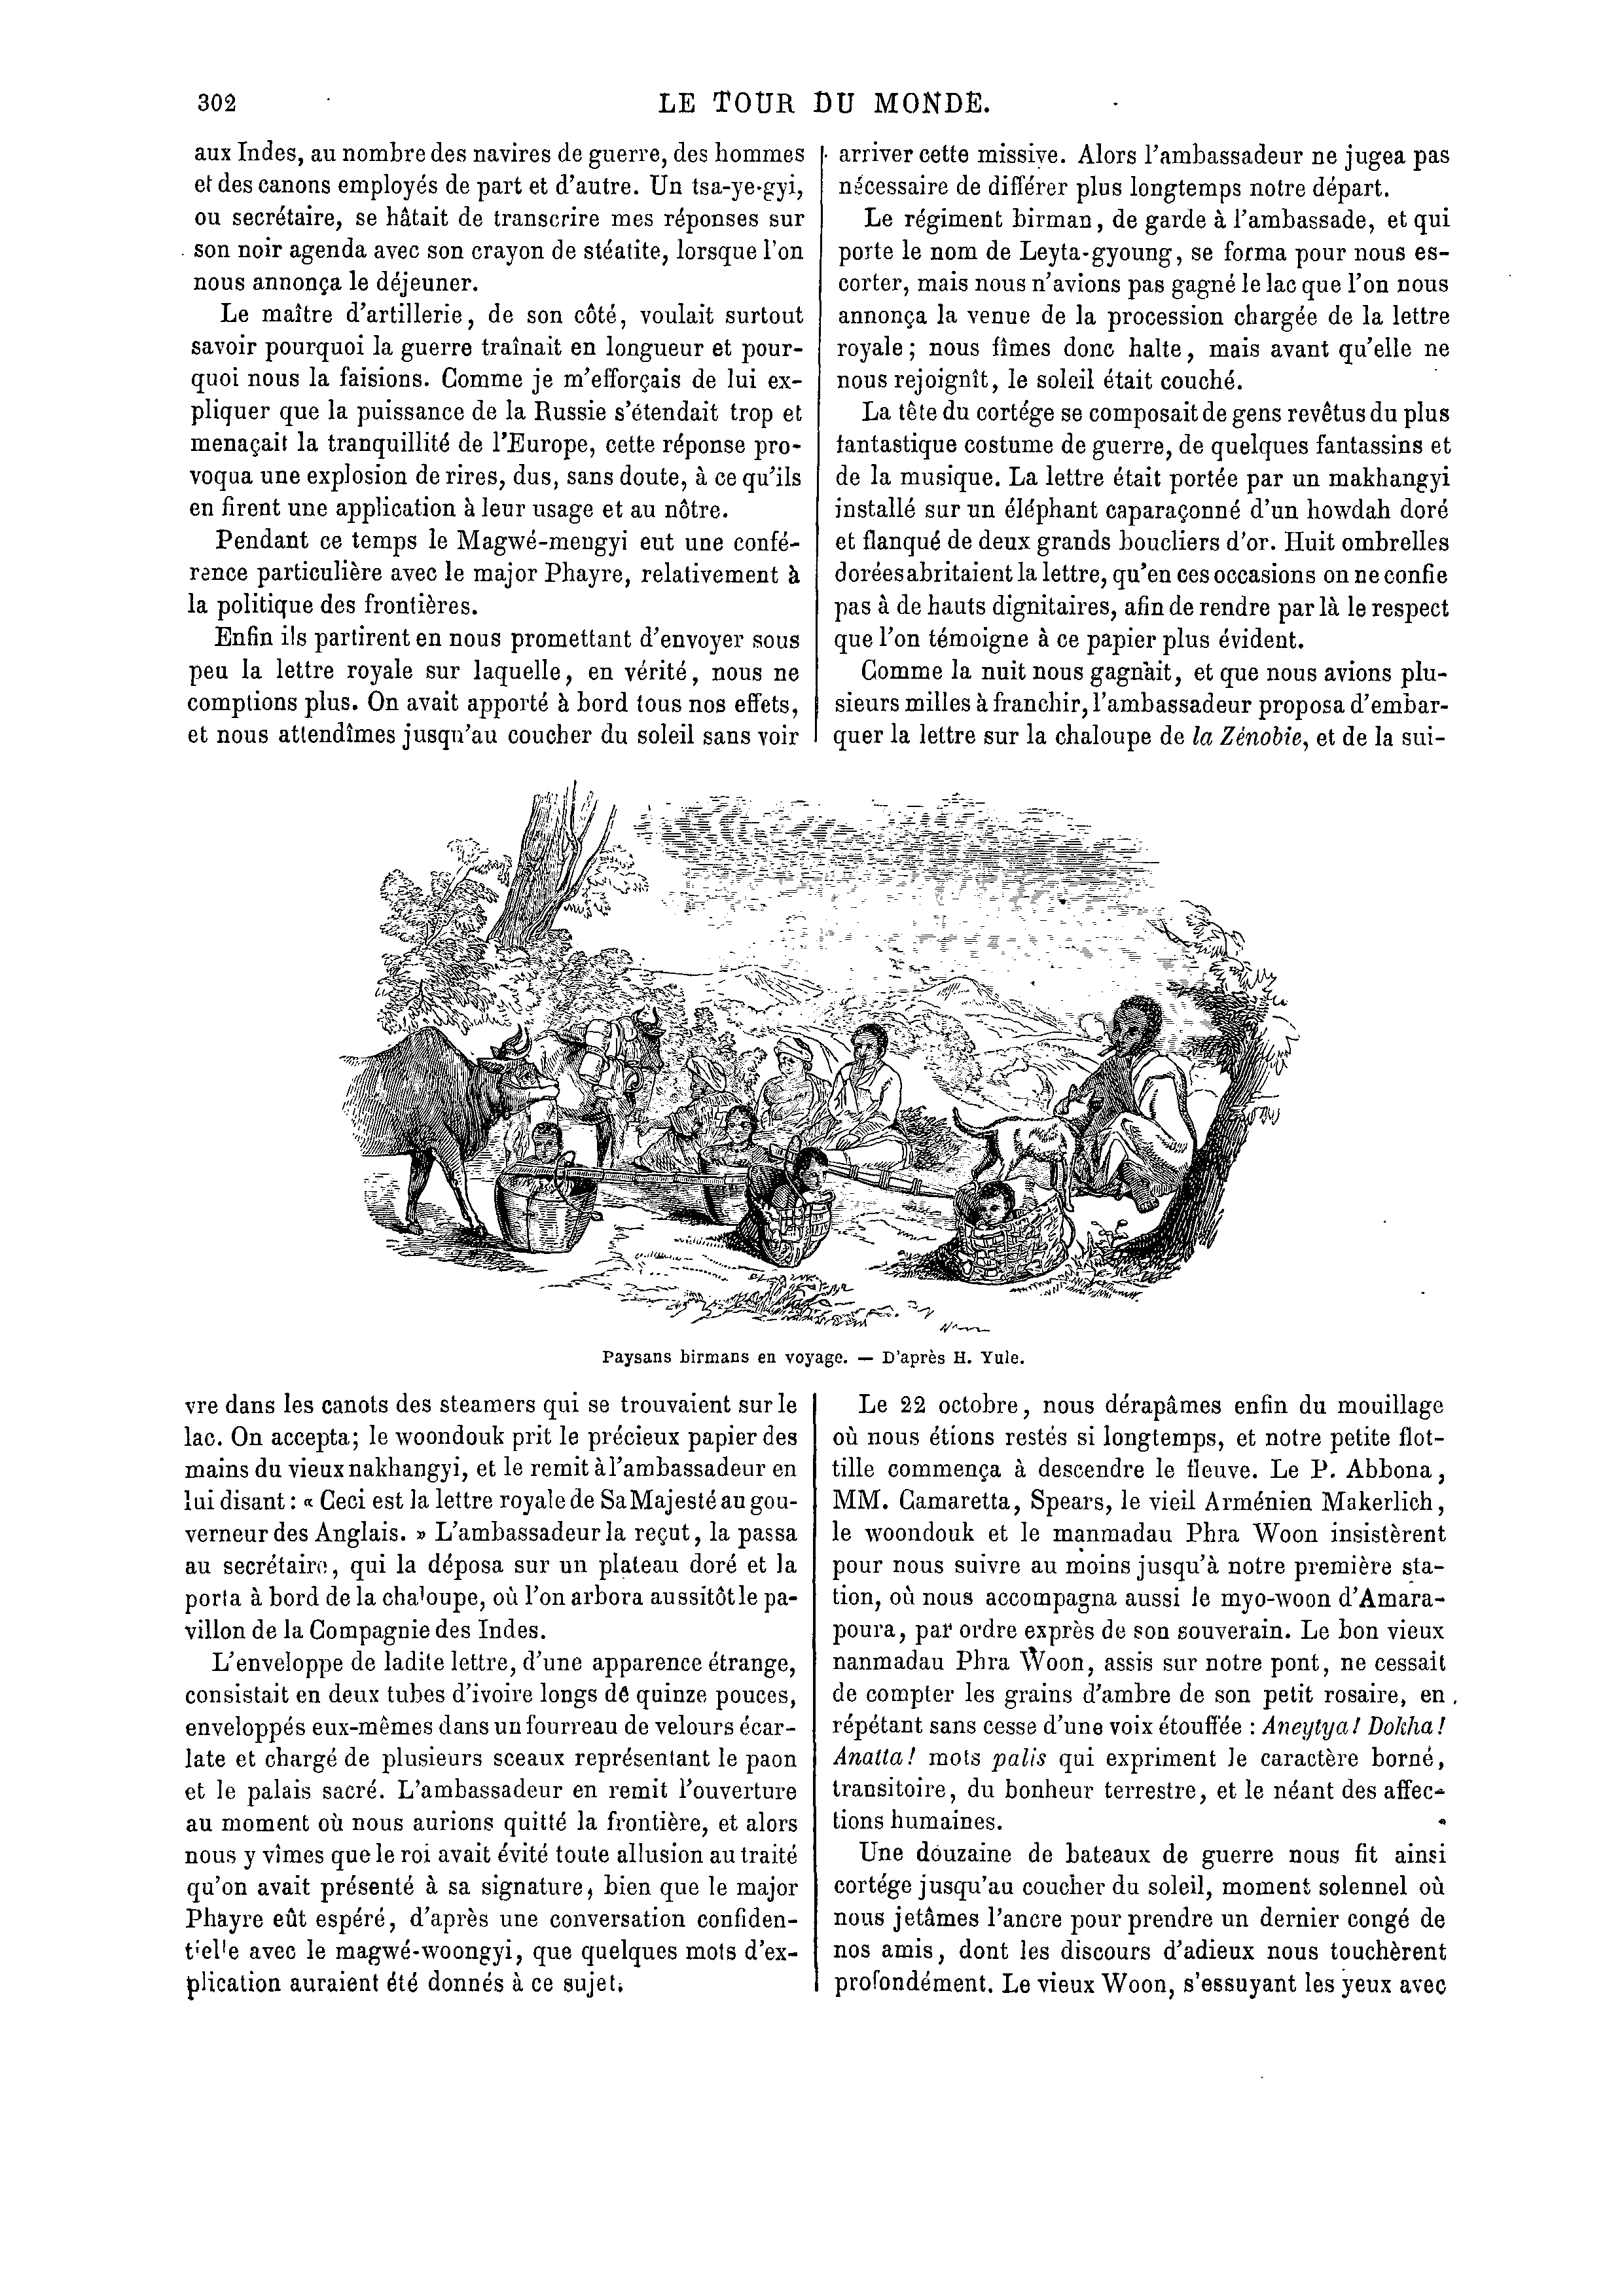 302
LE TOUR DU MONDE.
aux Indes, au nombre des navires de guerre, des hommes
et des canons employés de part et d'autre. Un tsa-ye-gyi,
ou secrétaire, se hâtait de transcrire mes réponses sur
son noir agenda avec son crayon de stéatite, lorsque l'on
nous annonça le déjeuner.
Le maître d'artillerie, de son côté, voulait surtout
savoir pourquoi la guerre traînait en longueur et pour-
quoi nous la faisions. Comme je m'efforçais de lui ex-
pliquer que la puissance de la Russie s'étendait trop et
menaçait la tranquillité de l'Europe, cette réponse pro-
voqua une explosion de rires, dus, sans doute, à ce qu'ils
en firent une application à leur usage et au nôtre.
Pendant ce temps le Magwé-mengyi eut une confé-
rence particulière avec le major Phayre, relativement à
la politique des frontières.
Enfin ils partirent en nous promettant d'envoyer sous
peu la lettre royale sur laquelle, en vérité, nous ne
comptions plus. On avait apporté à bord tous nos effets,
et nous attendîmes jusqu'au coucher du soleil sans voir
arriver cette missive. Alors l'ambassadeur ne jugea pas
nécessaire de différer plus longtemps notre départ.
Le régiment birman, de garde à l'ambassade, et qui
porte le nom de Leyta-gyoung, se forma pour nous es-
corter, mais nous n'avions pas gagné le lac que l'on nous
annonça la venue de la procession chargée de la lettre
royale; nous fîmes donc halte, mais avant qu'elle ne
nous rejoignît, le soleil était couché.
La tête du cortége se composait de gens revêtus du plus
fantastique costume de guerre, de quelques fantassins et
de la musique. La lettre était portée par un makhangyi
installé sur un éléphant caparaçonné d'un howdah doré
et flanqué de deux grands boucliers d'or. Huit ombrelles
dorées abritaient la lettre, qu'en ces occasions on ne confie
pas à de hauts dignitaires, afin de rendre par là le respect
que l'on témoigne à ce papier plus évident.
Comme la nuit nous gagnait, et que nous avions plu-
sieurs milles à franchir, l'ambassadeur proposa d'embar-
quer la lettre sur la chaloupe de la Zénobie, et de la sui-
Paysans birmans en voyage. — D'après H. Yule.
vre dans les canots des steamers qui se trouvaient sur le
lac. On accepta; le woondouk prit le précieux papier des
mains du vieux nakhangyi, et le remit à l'ambassadeur en
lui disant: « Ceci est la lettre royale de Sa Majesté au gou-
verneur des Anglais. » L'ambassadeur la reçut, la passa
au secrétaire, qui la déposa sur un plateau doré et la
porta à bord de la chaloupe, où l'on arbora aussitôt le pa-
villon de la Compagnie des Indes.
L'enveloppe de ladite lettre, d'une apparence étrange,
consistait en deux tubes d'ivoire longs de quinze pouces,
enveloppés eux-mêmes dans un fourreau de velours écar-
late et chargé de plusieurs sceaux représentant le paon
et le palais sacré. L'ambassadeur en remit l'ouverture
au moment où nous aurions quitté la frontière, et alors
nous y vîmes que le roi avait évité toute allusion au traité
qu'on avait présenté à sa signature, bien que le major
Phayre eût espéré, d'après une conversation confiden-
tielle avec le magwé-woongyi, que quelques mots d'ex-
plication auraient été donnés à ce sujet.
Le 22 octobre, nous dérapâmes enfin du mouillage
où nous étions restés si longtemps, et notre petite flot-
tille commença à descendre le fleuve. Le P. Abbona,
MM. Camaretta, Spears, le vieil Arménien Makerlich,
le woondouk et le manmadau Phra Woon insistèrent
pour nous suivre au moins jusqu'à notre première sta-
tion, où nous accompagna aussi le myo-woon d'Amara-
poura, par ordre exprès de son souverain. Le bon vieux
nanmadau Phra Woon, assis sur notre pont, ne cessait
de compter les grains d'ambre de son petit rosaire, en
répétant sans cesse d'une voix étouffée : Aneytya! Dokha!
Anatta! mots palis qui expriment le caractère borné,
transitoire, du bonheur terrestre, et le néant des affec-
tions humaines.
Une douzaine de bateaux de guerre nous fit ainsi
cortége jusqu'au coucher du soleil, moment solennel où
nous jetâmes l'ancre pour prendre un dernier congé de
nos amis, dont les discours d'adieux nous touchèrent
profondément. Le vieux Woon, s'essuyant les yeux avec